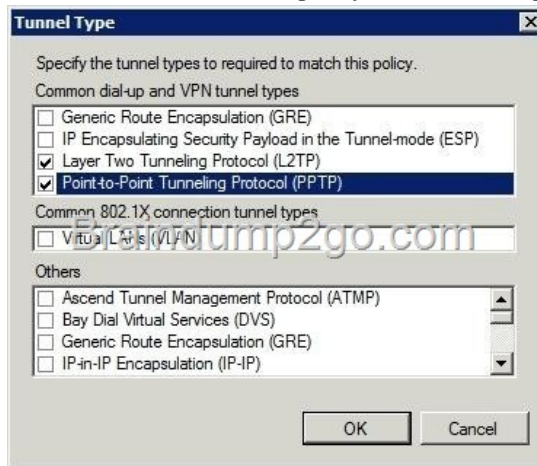 Tunnel Type
Specify the tunnel types to required to match this policy.
Common dial-up and VPN tunnel types
Generic Route Encapsulation (GRE)
IP Encapsulating Security Payload in the Tunnel-mode (ESP)
Layer Two Tunneling Protocol (L2TP)
Point-to-Point Tunneling Protocol (PPTP)
Common 802.1X connection tunnel types
Virtual LANs (VLAN)
Braindump2go.com
Others
Ascend Tunnel Management Protocol (ATMP)
Bay Dial Virtual Services (DVS)
Generic Route Encapsulation (GRE)
IP-in-IP Encapsulation (IP-IP)
OK Cancel